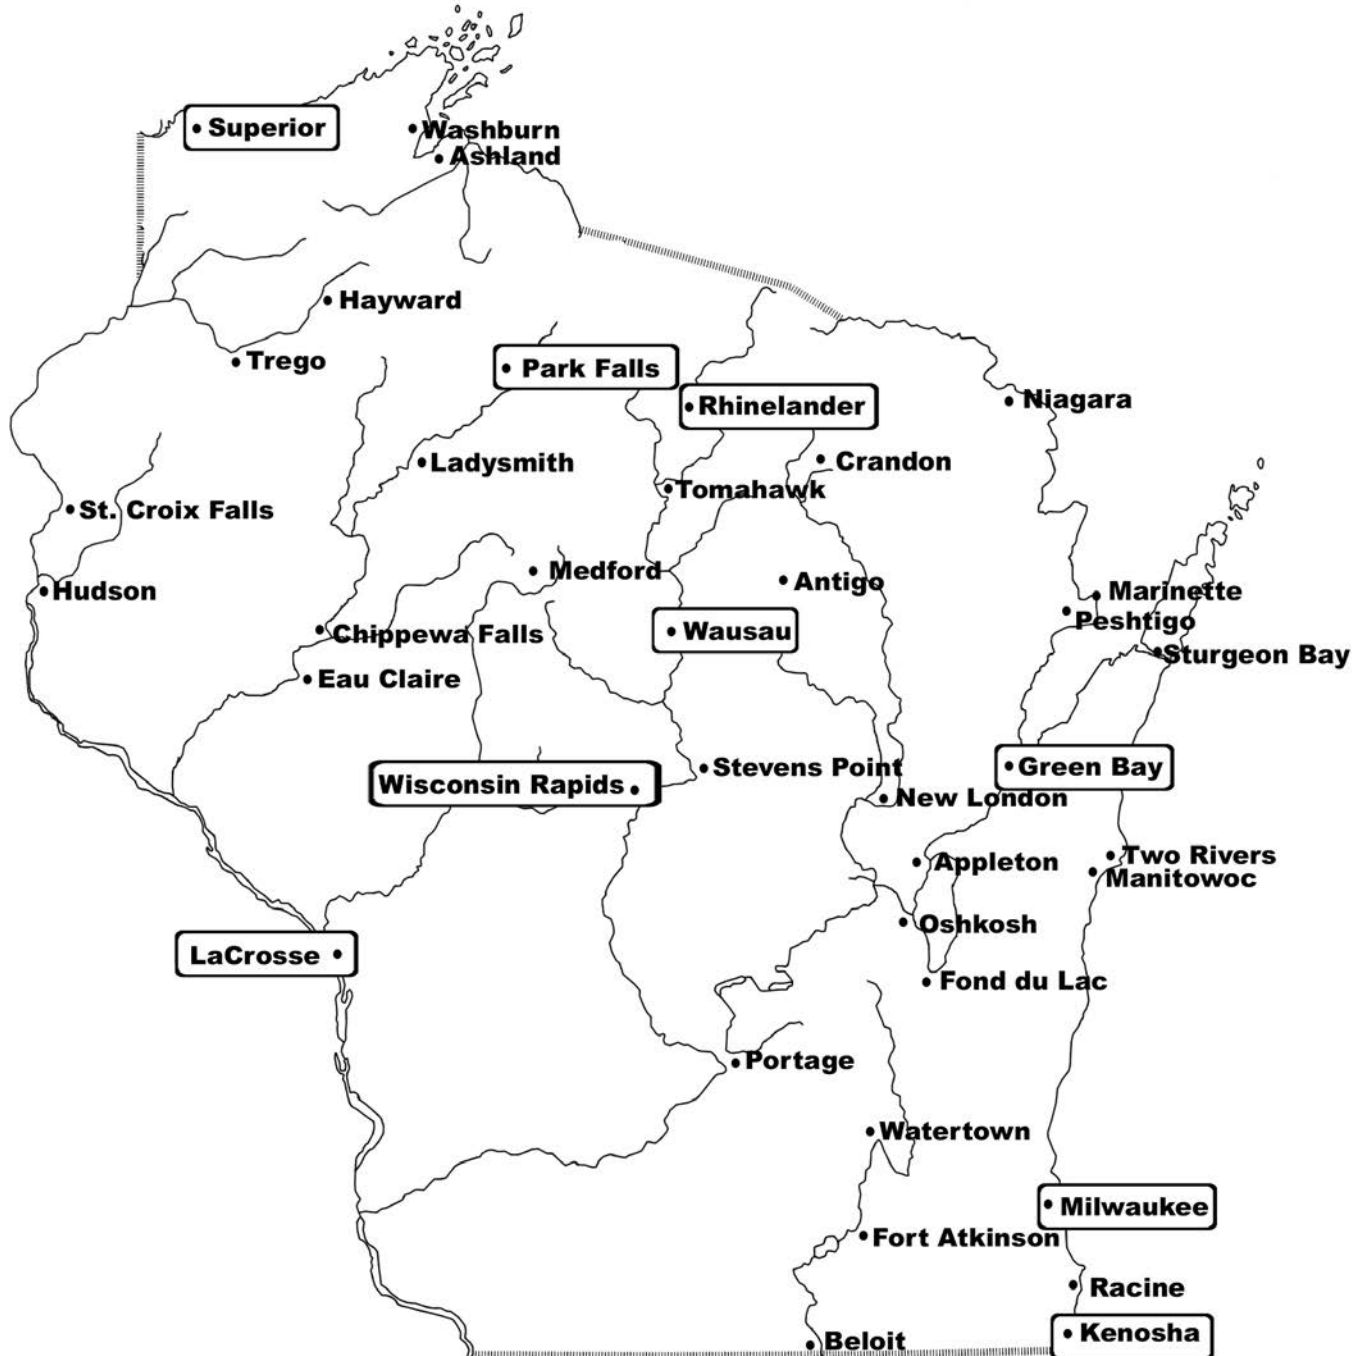 Superior
Washburn
Ashland
Hayward
Trego
Park Falls
Rhinelander
Niagara
Ladysmith
Crandon
Tomahawk
St. Croix Falls
Medford
Antigo
Hudson
Marinette
Peshtigo
Chippewa Falls
Wausau
Sturgeon Bay
Eau Claire
Stevens Point
Green Bay
Wisconsin Rapids
New London
Appleton
Two Rivers
Manitowoc
Oshkosh
LaCrosse
Fond du Lac
Portage
Watertown
Milwaukee
Fort Atkinson
Racine
Kenosha
Beloit